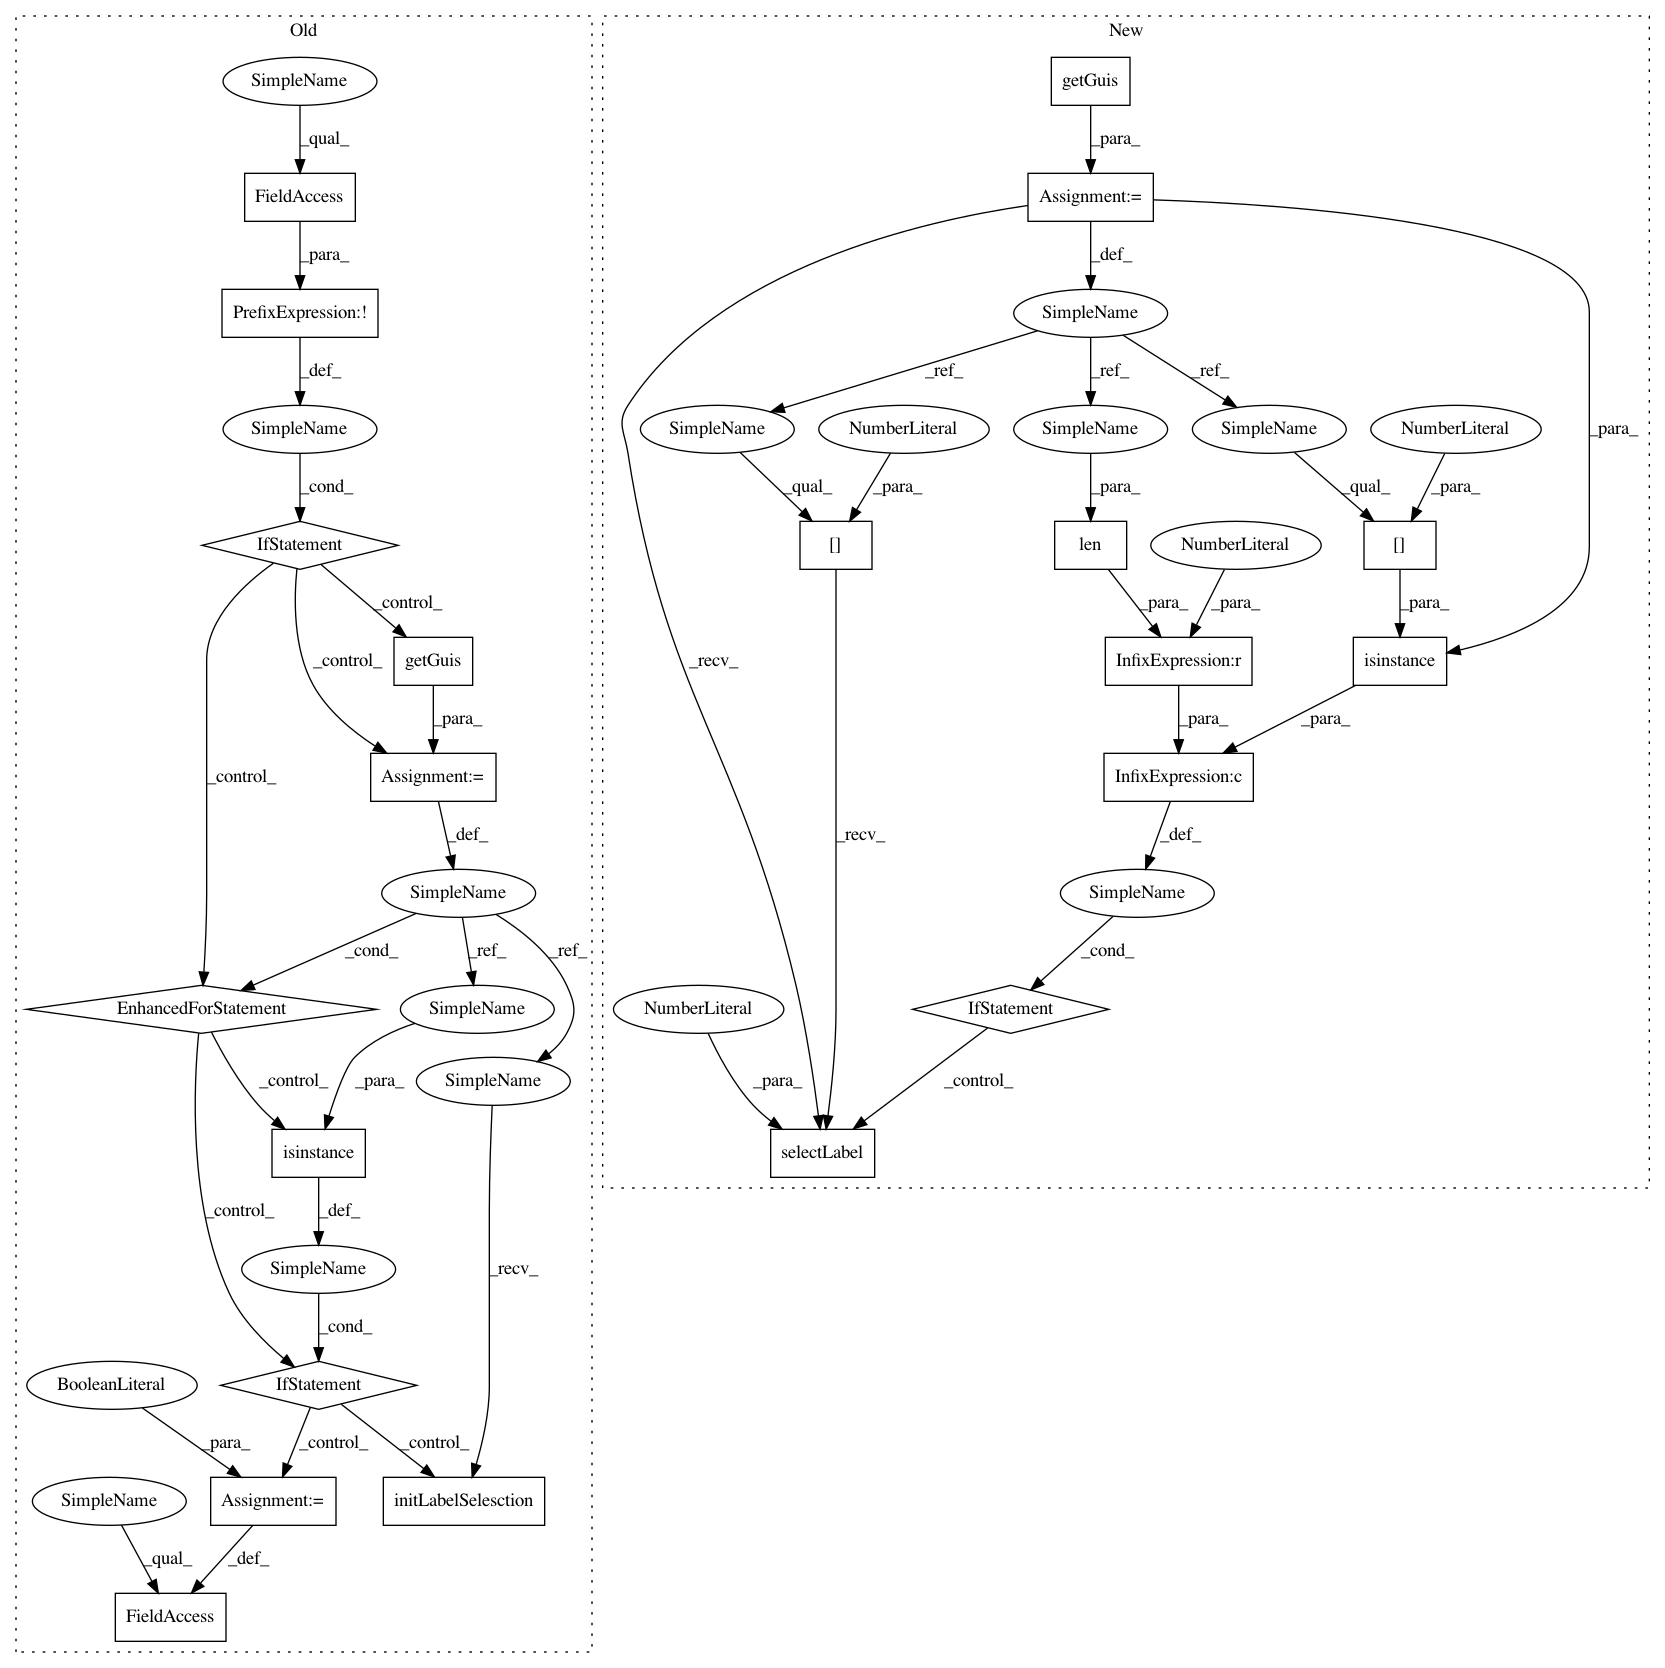 Old
SimpleName
_qual_
FieldAccess
_para_
PrefixExpression:!
_def_
SimpleName
_cond_
IfStatement
_control_
getGuis
_control_
_para_
Assignment:=
_control_
_def_
SimpleName
_cond_
_ref_
_ref_
EnhancedForStatement
SimpleName
SimpleName
_control_
_para_
isinstance
_control_
_def_
SimpleName
_recv_
_cond_
IfStatement
BooleanLiteral
_para_
_control_
_control_
SimpleName
Assignment:=
initLabelSelesction
_qual_
_def_
FieldAccess
New
getGuis
_para_
Assignment:=
_def_
SimpleName
_ref_
_ref_
_ref_
SimpleName
NumberLiteral
SimpleName
SimpleName
NumberLiteral
_para_
_qual_
_para_
_para_
_qual_
_para_
[]
len
NumberLiteral
[]
_para_
_para_
_para_
_recv_
InfixExpression:r
isinstance
_para_
_para_
InfixExpression:c
_recv_
_def_
SimpleName
_cond_
NumberLiteral
IfStatement
_para_
_control_
selectLabel